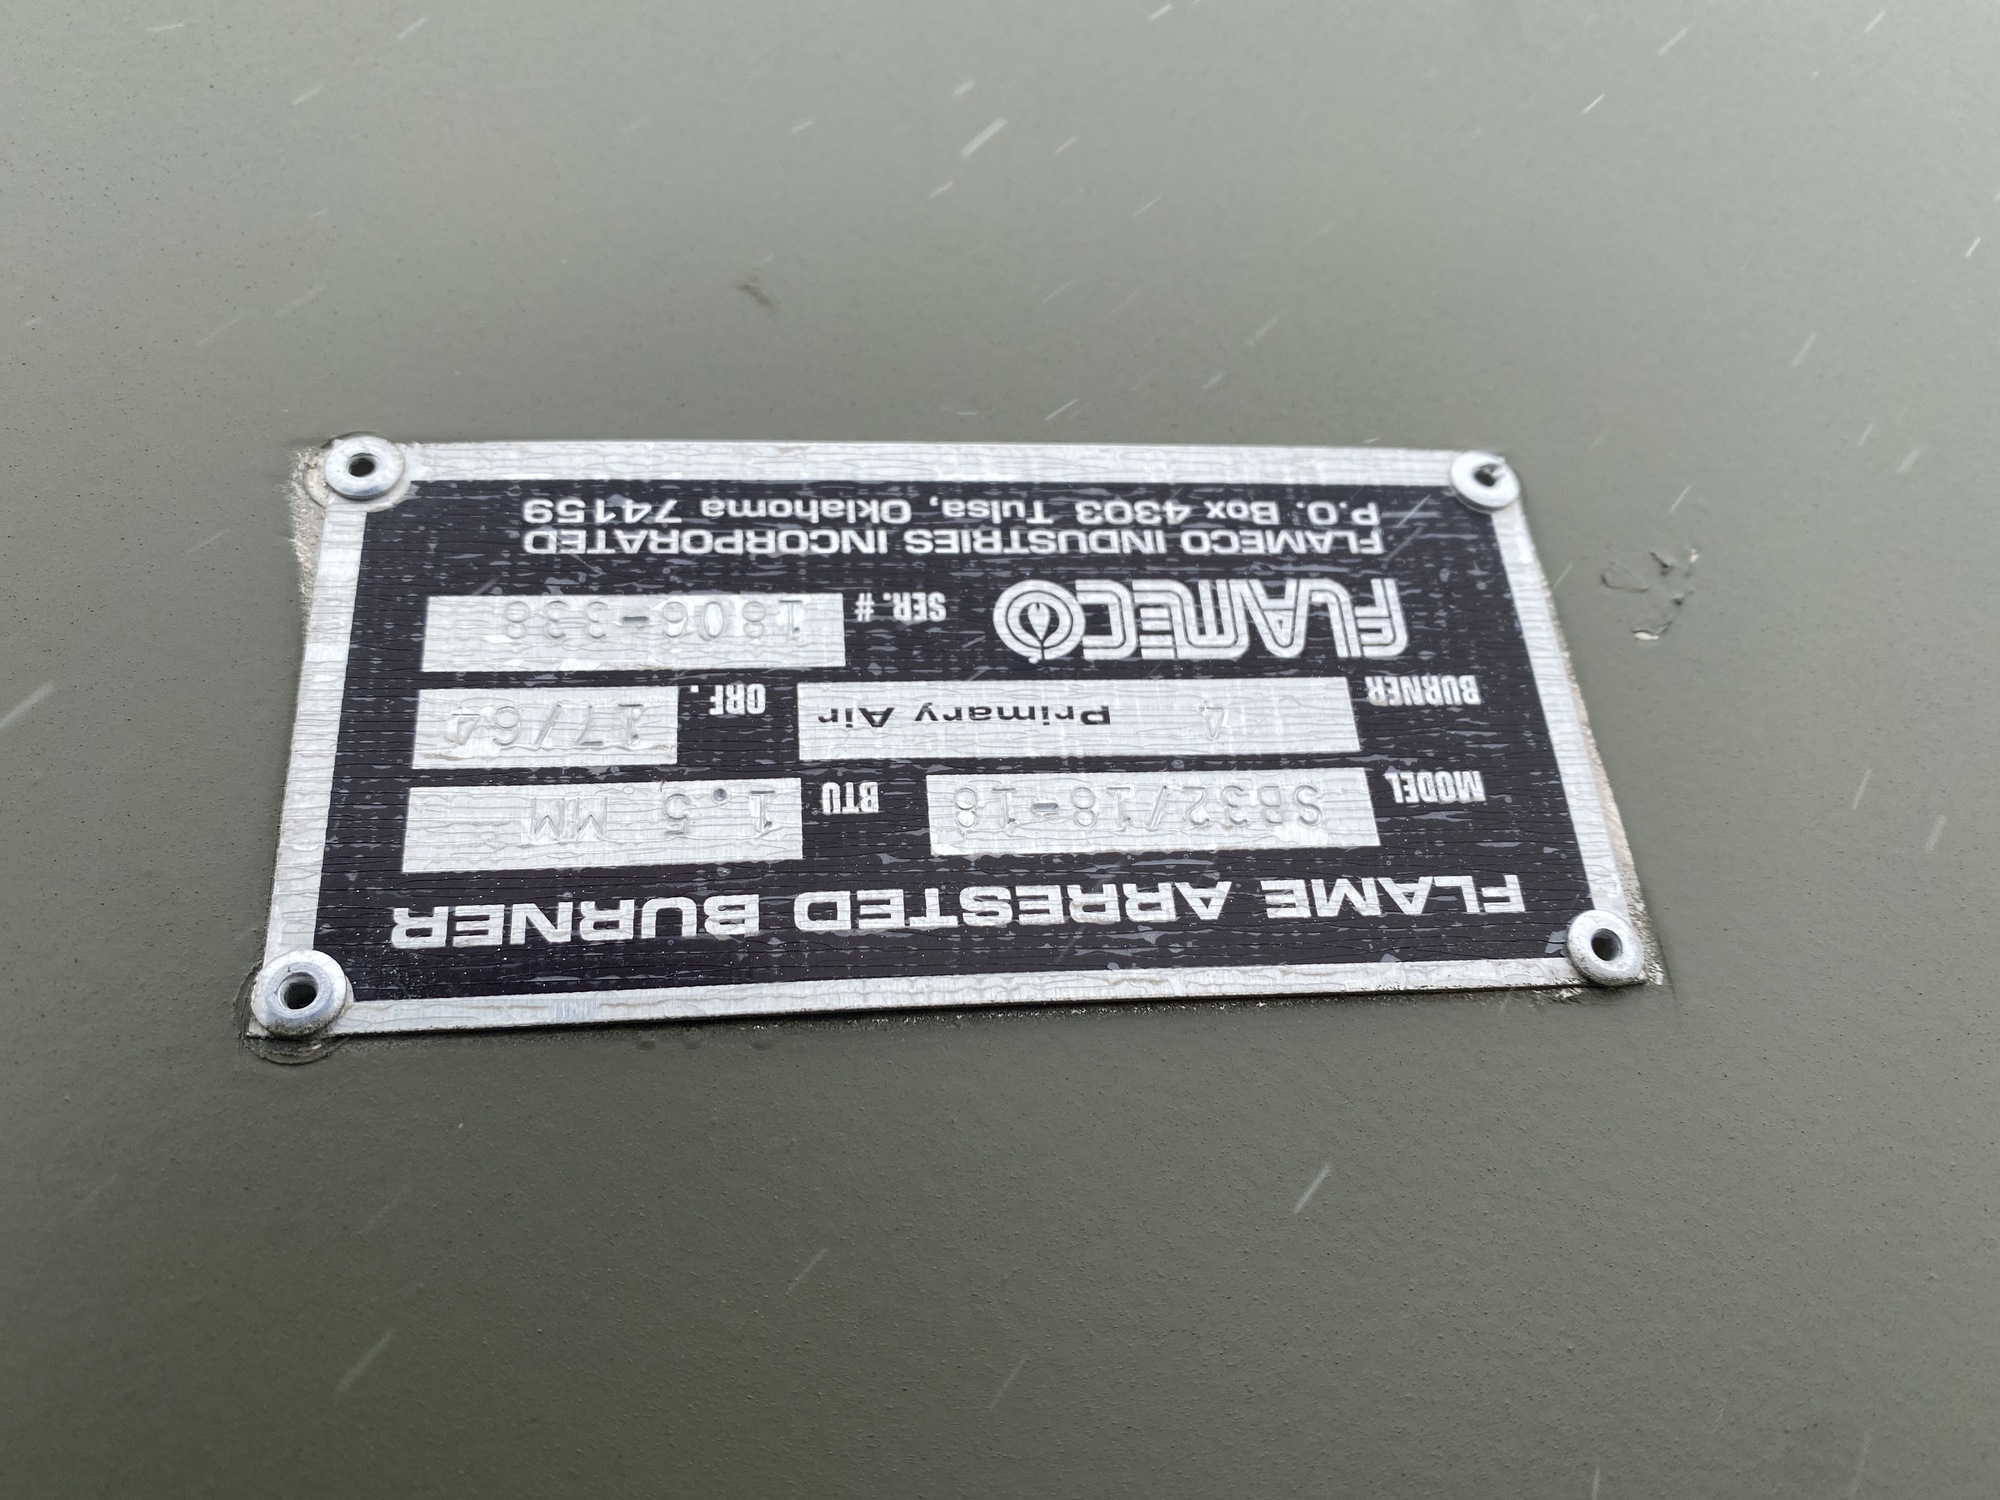 FLAME ARRESTED BURNER
MODEL SB32/18-18 BTU 1.5 MM
BURNER 4 Primary Air ORF. 17/64
FLAMECO SER.# 1806-338
FLAMECO INDUSTRIES INCORPORATED
P.O. Box 4303 Tulsa, Oklahoma 74159